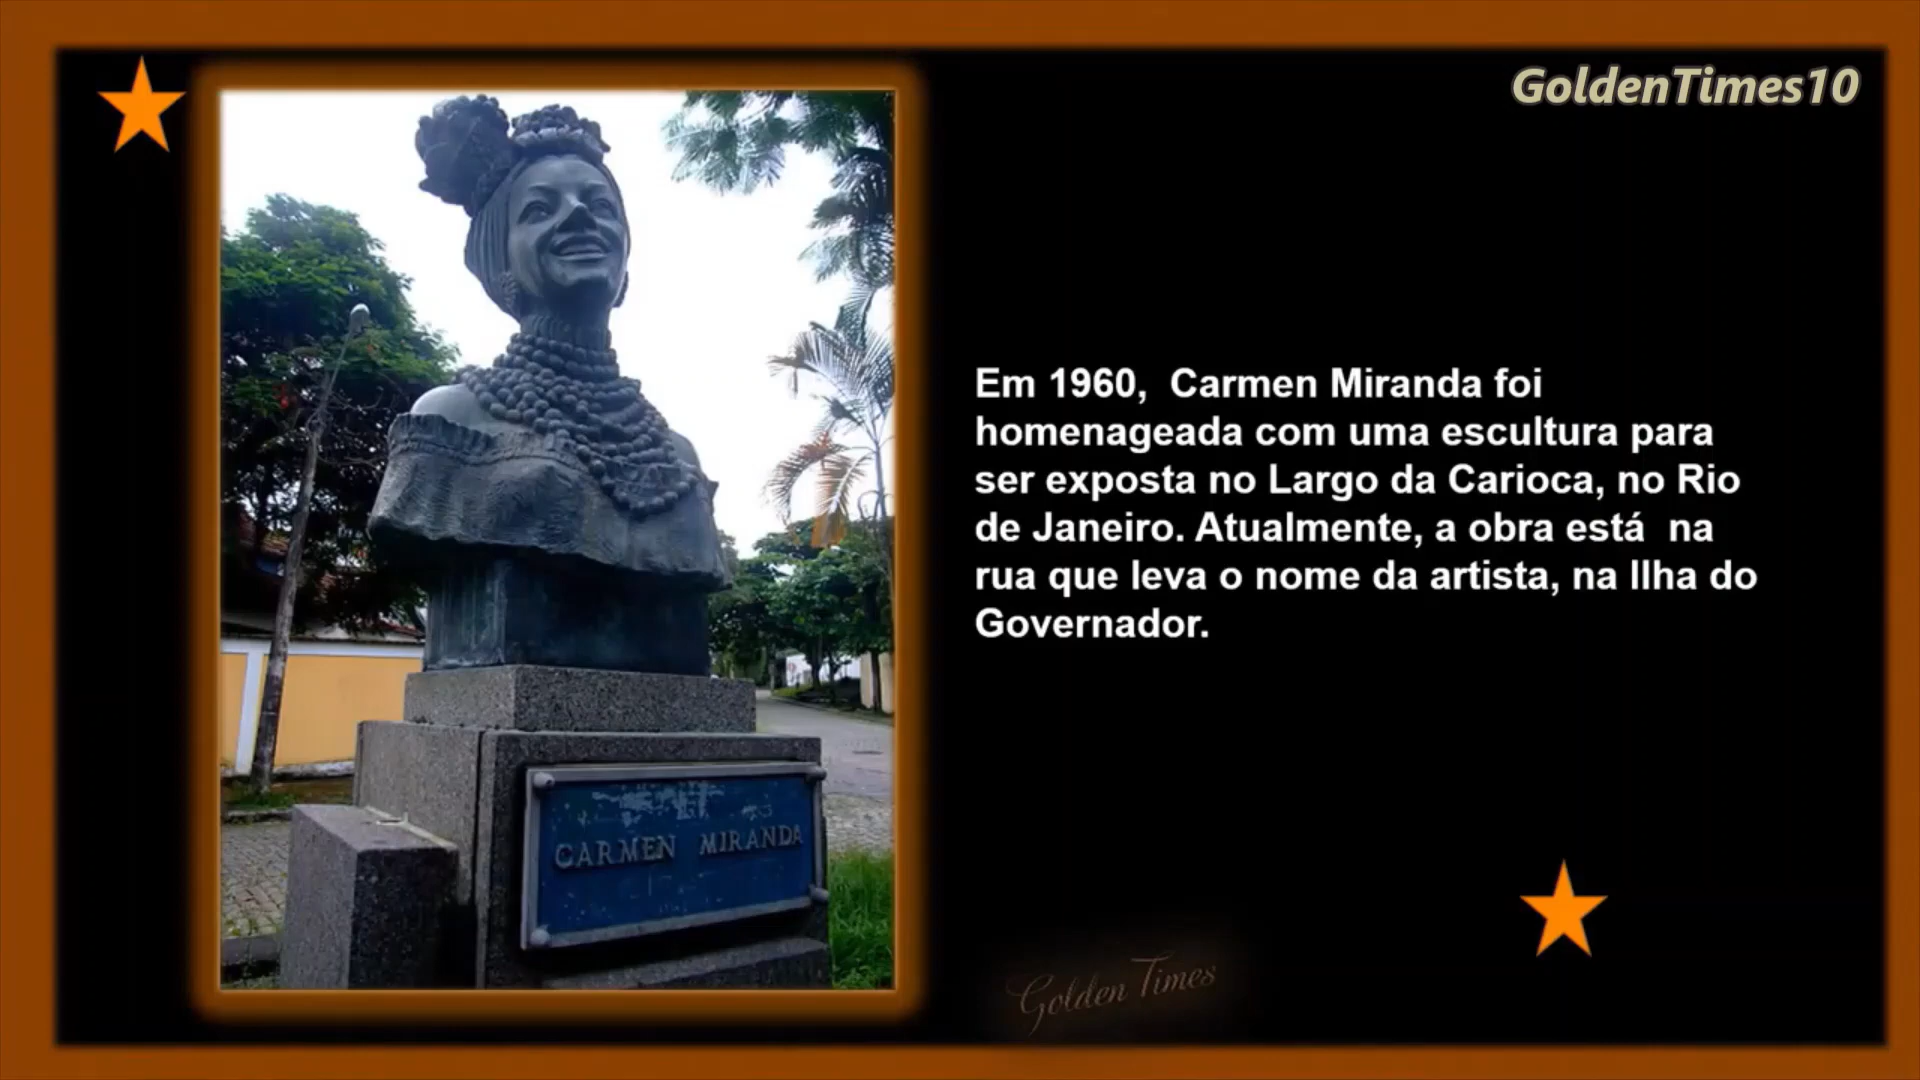 GoldenTimes10
Em 1960,  Carmen Miranda foi
homenageada com uma escultura para
ser exposta no Largo da Carioca, no Rio
de Janeiro. Atualmente, a obra está  na
rua que leva o nome da artista, na Ilha do
Governador.
CARMEN MIRANDA
Golden Times